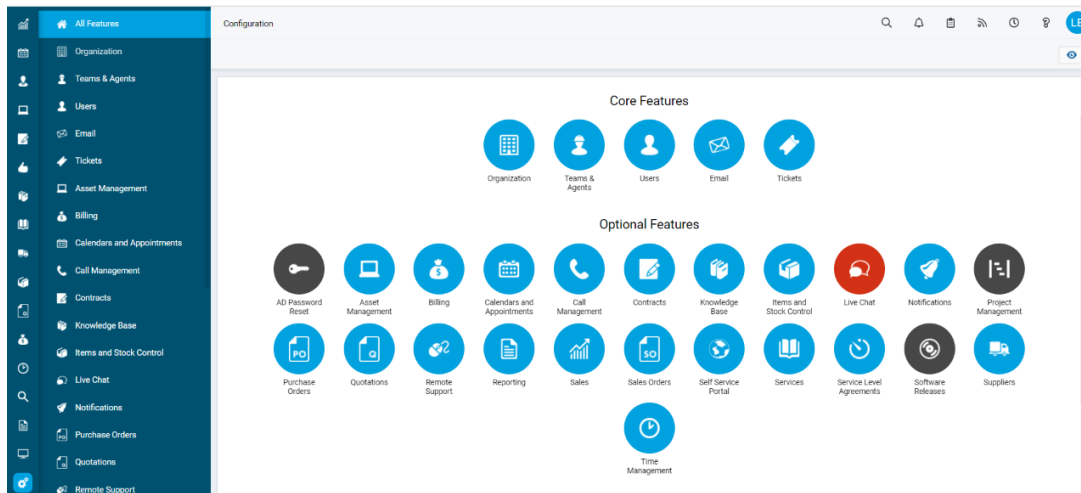 All Features
Organization
Teams & Agents
Users
Email
Tickets
Asset Management
Billing
Calendars and Appointments
Call Management
Contracts
Knowledge Base
Items and Stock Control
Live Chat
Notifications
Purchase Orders
Quotations
Remote Support
Configuration
LE
Core Features
Organization
Teams &
Agents
Users
Email
Tickets
Optional Features
AD Password
Reset
Asset
Management
Billing
Calendars and
Appointments
Call
Management
Contracts
Knowledge
Base
Items and
Stock Control
Live Chat
Notifications
Project
Management
PO
Purchase
Orders
Q
Quotations
Remote
Support
Reporting
Sales
SO
Sales Orders
Self Service
Portal
Services
Service Level
Agreements
Software
Releases
Suppliers
Time
Management